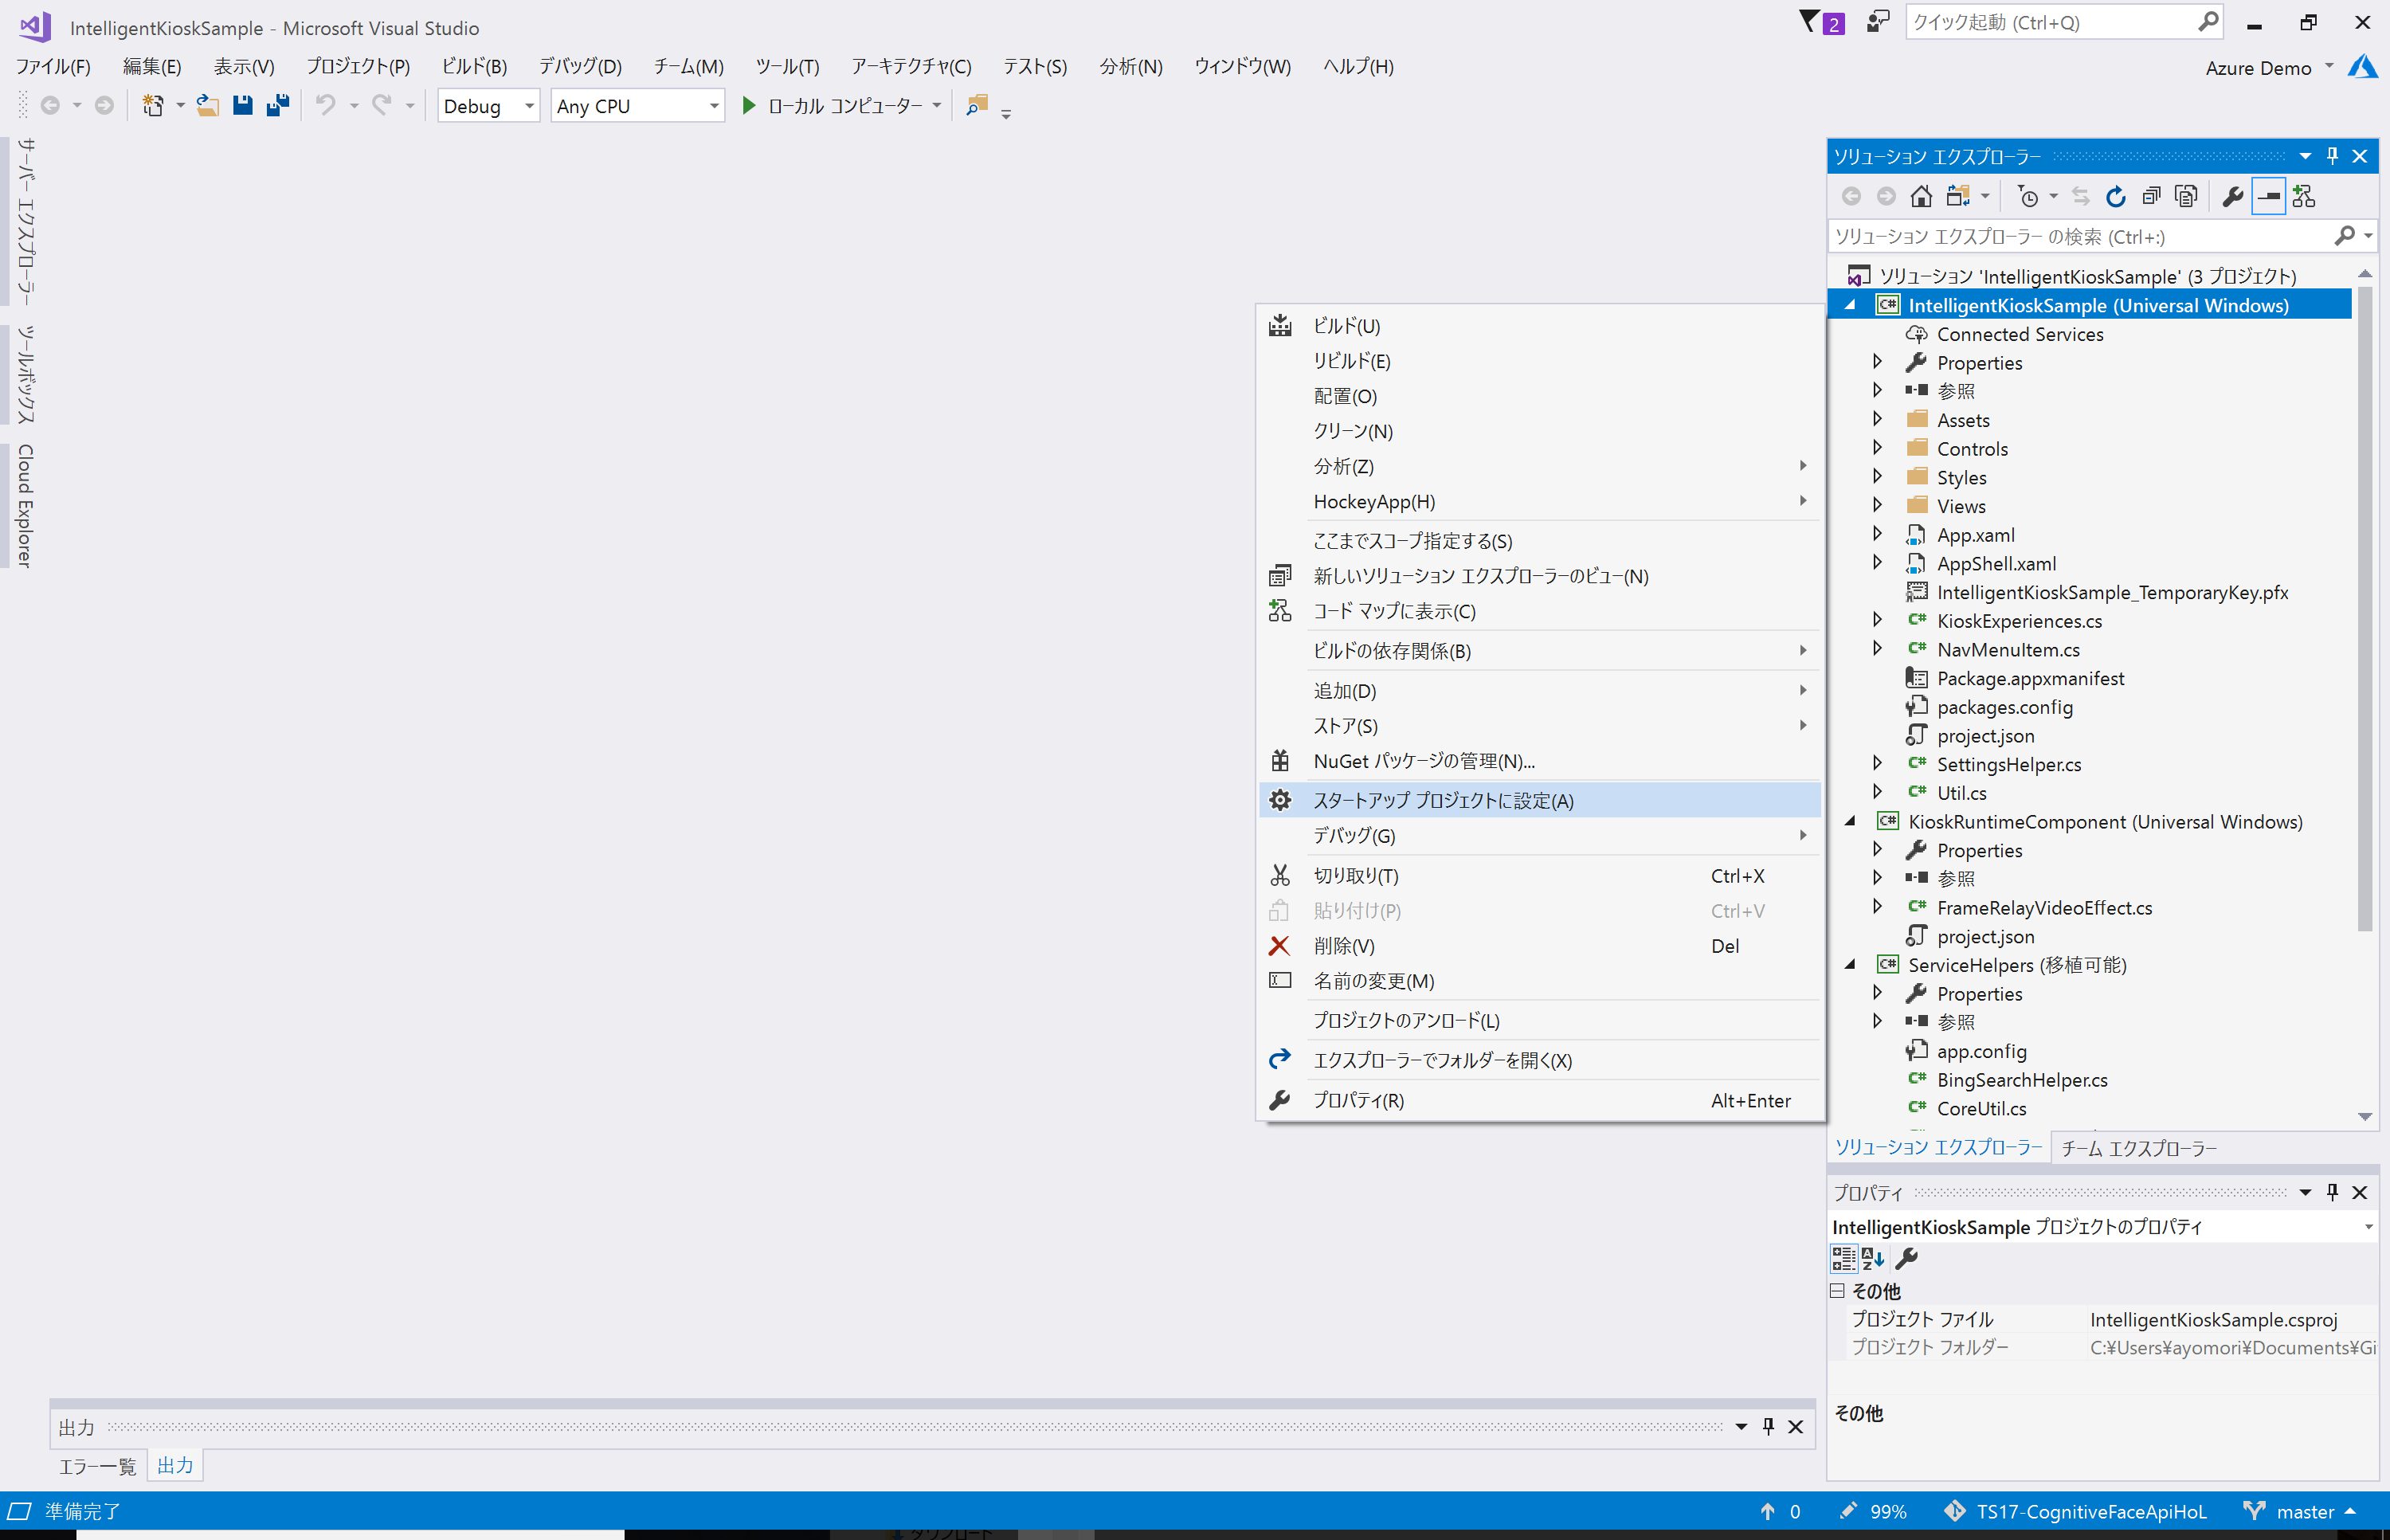 IntelligentKioskSample - Microsoft Visual Studio
2
クイック起動 (Ctrl+Q)
ファイル(F) 編集(E) 表示(V) プロジェクト(P) ビルド(B) デバッグ(D) チーム(M) ツール(T) アーキテクチャ(C) テスト(S) 分析(N) ウィンドウ(W) ヘルプ(H)
Azure Demo
Debug Any CPU ローカル コンピューター
サーバー エクスプローラー
ツールボックス
Cloud Explorer
ビルド(U)
リビルド(E)
配置(O)
クリーン(N)
分析(Z)
HockeyApp(H)
ここまでスコープ指定する(S)
新しいソリューション エクスプローラーのビュー(N)
コード マップに表示(C)
ビルドの依存関係(B)
追加(D)
ストア(S)
NuGet パッケージの管理(N)...
スタートアップ プロジェクトに設定(A)
デバッグ(G)
切り取り(T) Ctrl+X
貼り付け(P) Ctrl+V
削除(V) Del
名前の変更(M)
プロジェクトのアンロード(L)
エクスプローラーでフォルダーを開く(X)
プロパティ(R) Alt+Enter
ソリューション エクスプローラー
ソリューション エクスプローラー の検索 (Ctrl+:)
ソリューション 'IntelligentKioskSample' (3 プロジェクト)
C# IntelligentKioskSample (Universal Windows)
Connected Services
Properties
参照
Assets
Controls
Styles
Views
App.xaml
AppShell.xaml
IntelligentKioskSample_TemporaryKey.pfx
C# KioskExperiences.cs
C# NavMenuItem.cs
Package.appxmanifest
packages.config
project.json
C# SettingsHelper.cs
C# Util.cs
C# KioskRuntimeComponent (Universal Windows)
Properties
参照
C# FrameRelayVideoEffect.cs
project.json
C# ServiceHelpers (移植可能)
Properties
参照
app.config
C# BingSearchHelper.cs
C# CoreUtil.cs
ソリューション エクスプローラー チーム エクスプローラー
プロパティ
IntelligentKioskSample プロジェクトのプロパティ
その他
プロジェクト ファイル IntelligentKioskSample.csproj
プロジェクト フォルダー C:¥Users¥ayomori¥Documents¥Gi
その他
出力
エラー一覧 出力
準備完了
0 99% TS17-CognitiveFaceApiHoL master